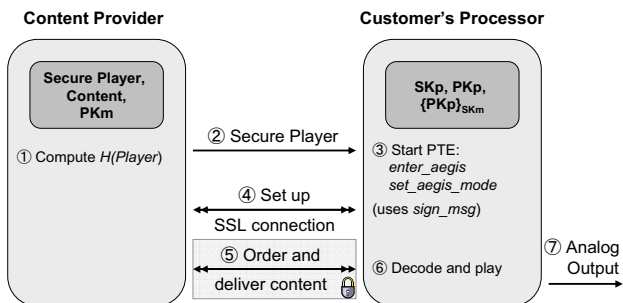 Content Provider
Customer's Processor
Secure Player,
Content,
PKm
SKp, PKp,
{PKp}SKm
① Compute H(Player)
② Secure Player
③ Start PTE:
enter_aegis
set_aegis_mode
(uses sign_msg)
④ Set up
SSL connection
⑤ Order and
deliver content
⑥ Decode and play
⑦ Analog
Output